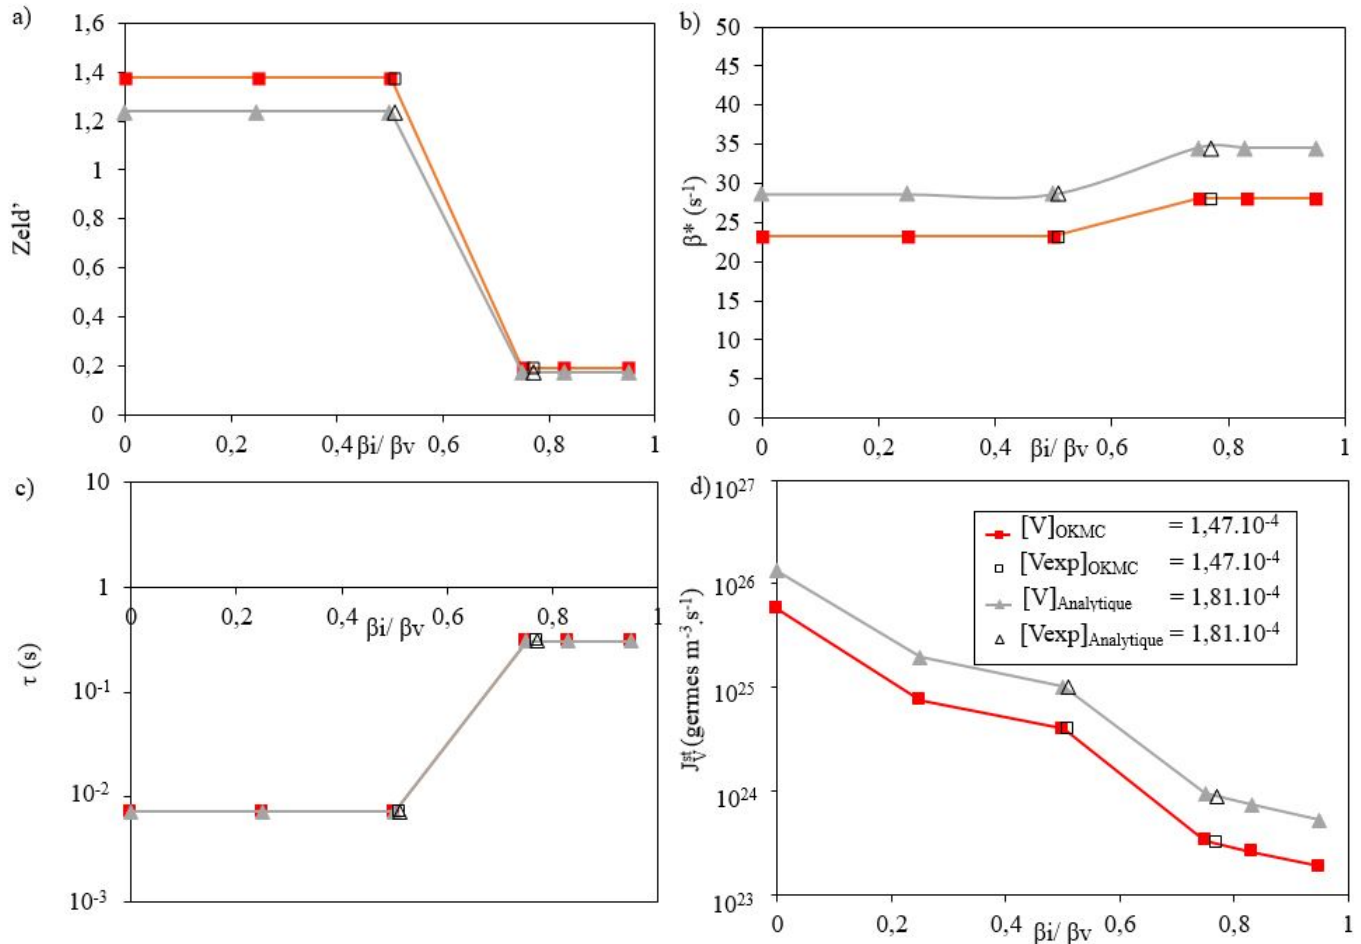 a)
1,6
1,4
1,2
1
0,8
0,6
0,4
0,2
0
Zeld’
0 0,2 0,4 βi/ βv 0,6 0,8 1
b)
50
45
40
35
30
25
20
15
10
5
0
β* (s⁻¹)
0 0,2 0,4 βi/ βv 0,6 0,8 1
c)
10
1
10⁻¹
10⁻²
10⁻³
τ (s)
0 0,2 0,4 βi/ βv 0,6 0,8 1
d)
10²⁷
10²⁶
10²⁵
10²⁴
10²³
J_V^st (germes m⁻³.s⁻¹)
0 0,2 0,4 βi/ βv 0,6 0,8 1
[V]OKMC = 1,47.10⁻⁴
[Vexp]OKMC = 1,47.10⁻⁴
[V]Analytique = 1,81.10⁻⁴
[Vexp]Analytique = 1,81.10⁻⁴